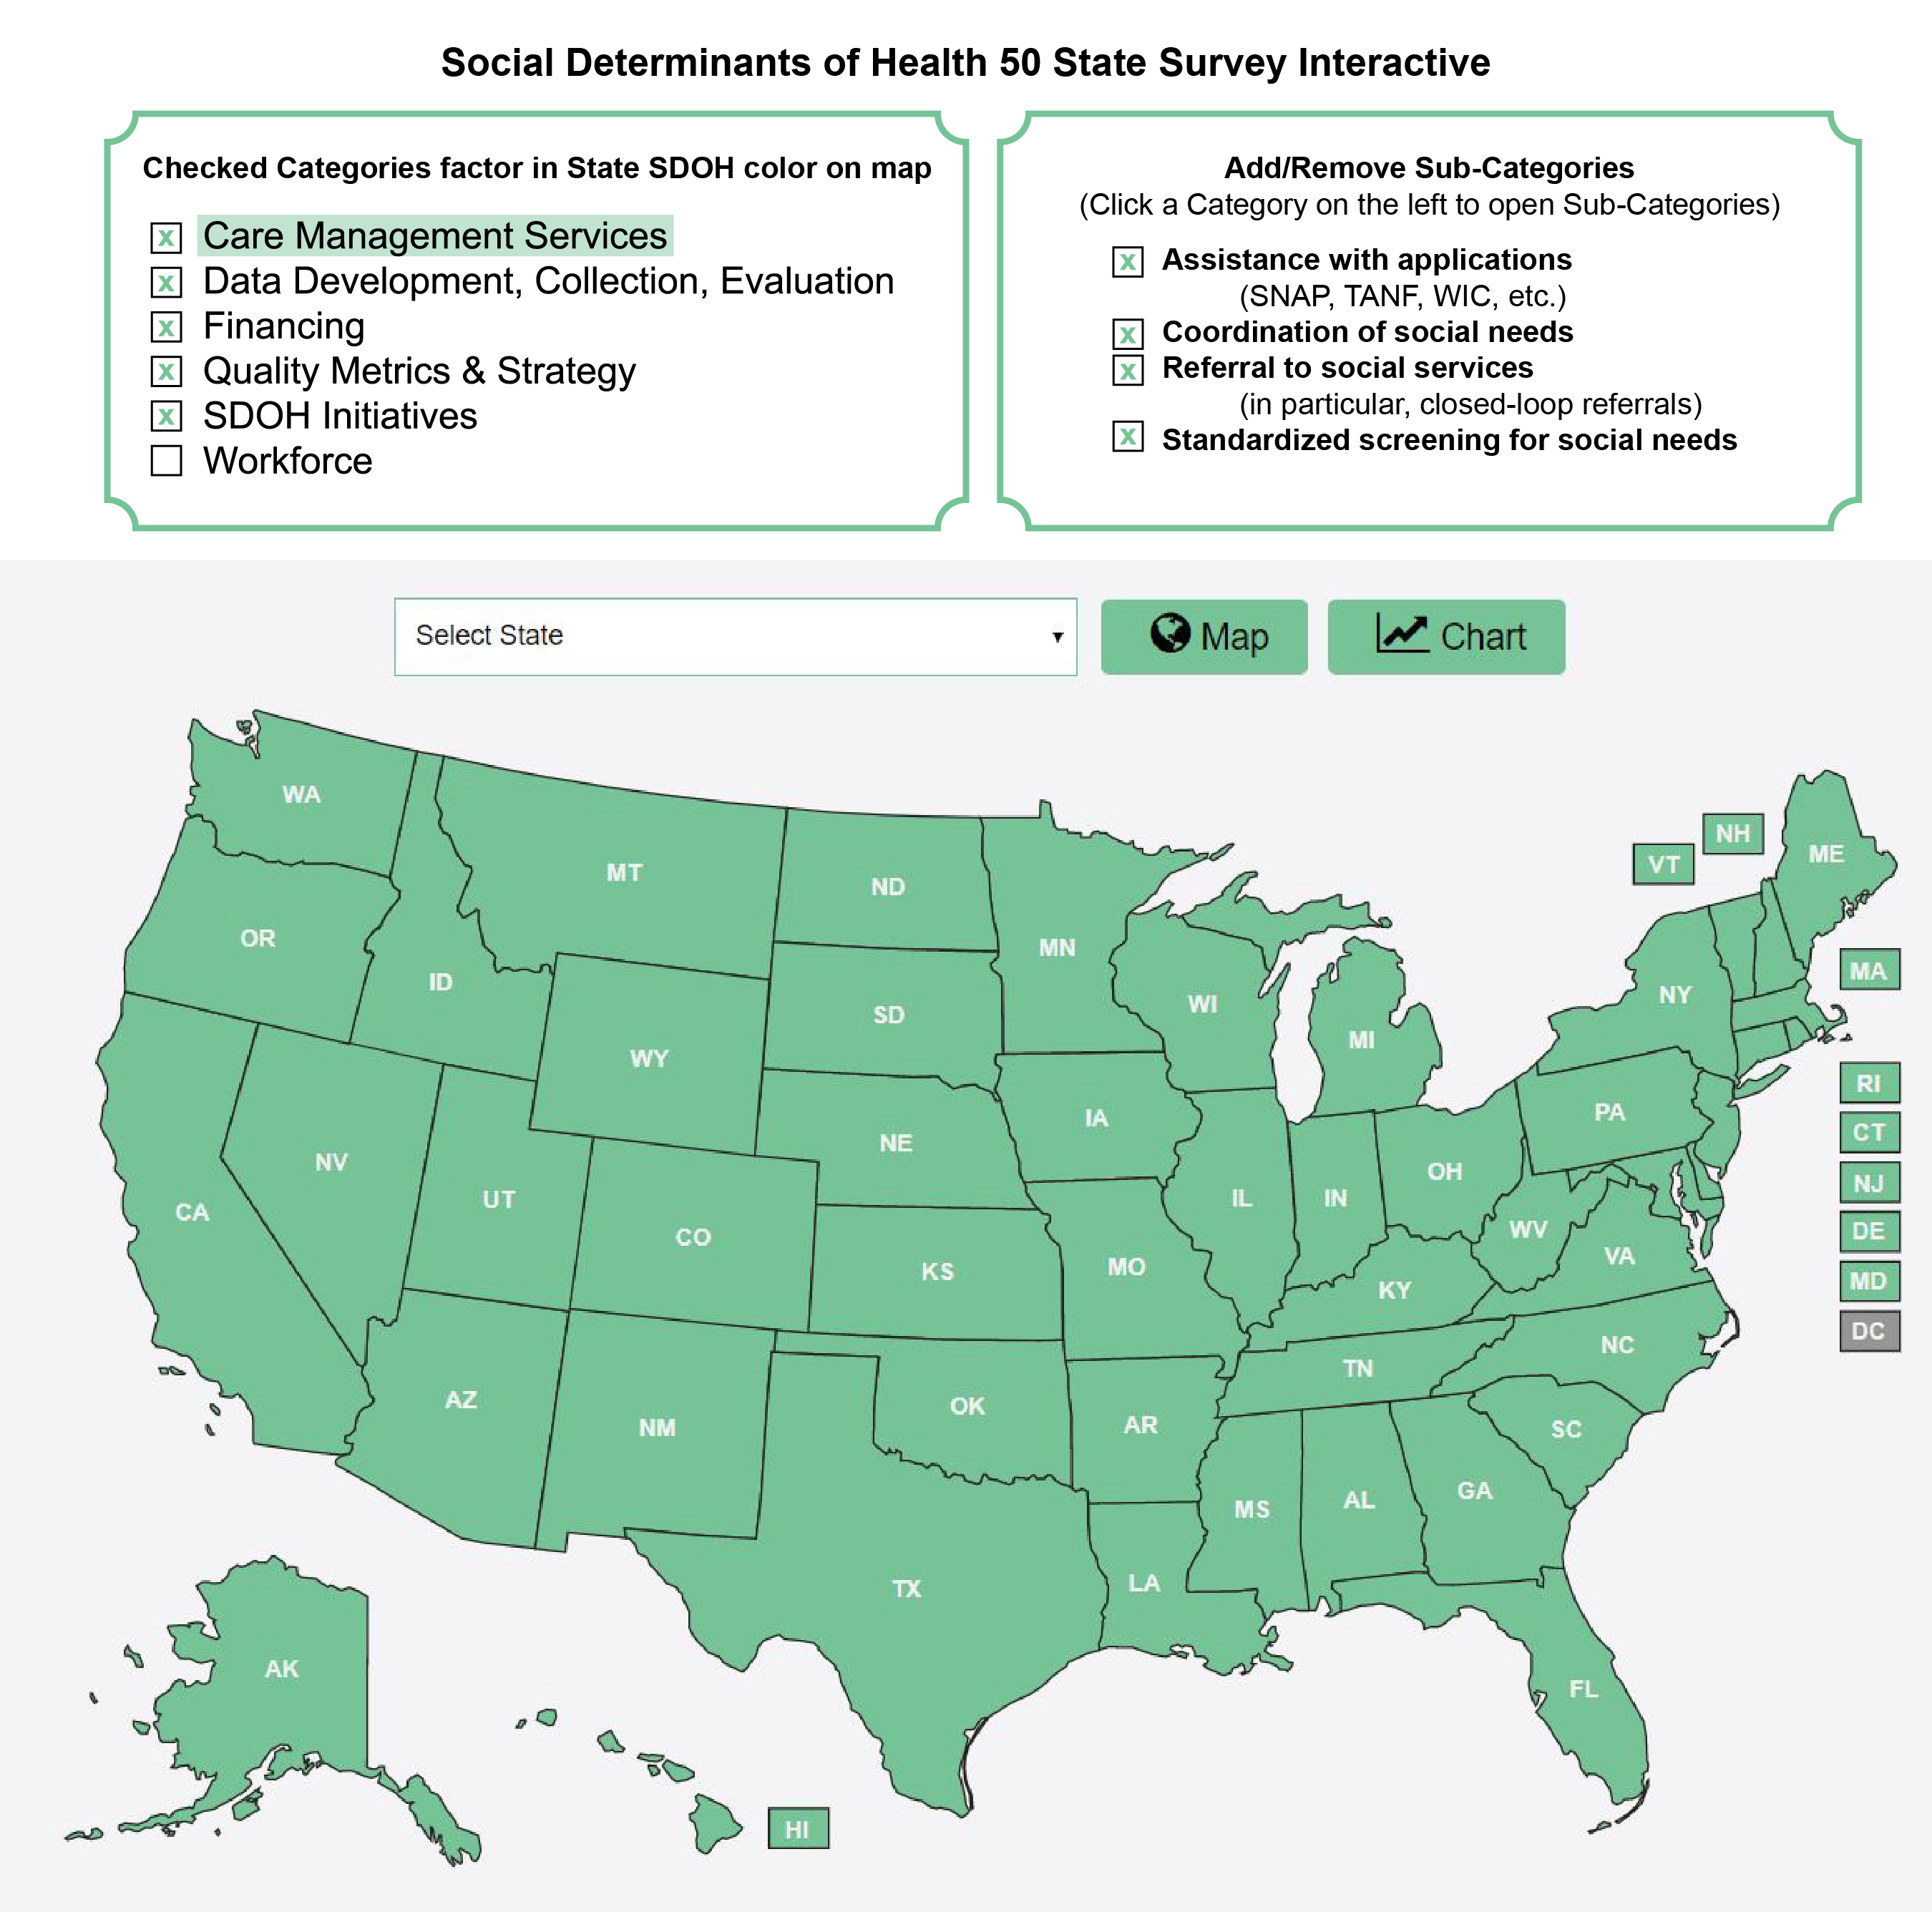 Social Determinants of Health 50 State Survey Interactive
Checked Categories factor in State SDOH color on map
x Care Management Services
x Data Development, Collection, Evaluation
x Financing
x Quality Metrics & Strategy
x SDOH Initiatives
Workforce
Add/Remove Sub-Categories
(Click a Category on the left to open Sub-Categories)
x Assistance with applications
(SNAP, TANF, WIC, etc.)
x Coordination of social needs
x Referral to social services
(in particular, closed-loop referrals)
x Standardized screening for social needs
Select State
Map
Chart
WA
OR
CA
ID
NV
MT
WY
UT
AZ
CO
NM
ND
SD
NE
KS
OK
TX
MN
IA
MO
AR
LA
WI
IL
MI
IN
OH
KY
TN
MS
AL
GA
FL
SC
NC
VA
WV
PA
NY
VT
NH
ME
MA
RI
CT
NJ
DE
MD
DC
AK
HI